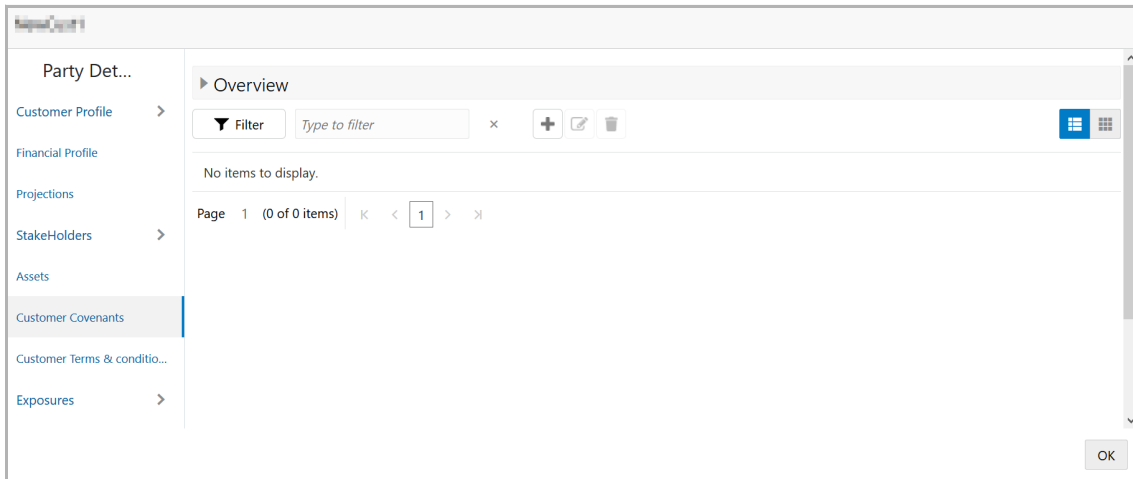 Party Det...
Customer Profile
Financial Profile
Projections
StakeHolders
Assets
Customer Covenants
Customer Terms & conditio...
Exposures
Overview
Filter Type to filter
No items to display.
Page 1 (0 of 0 items) 1
OK